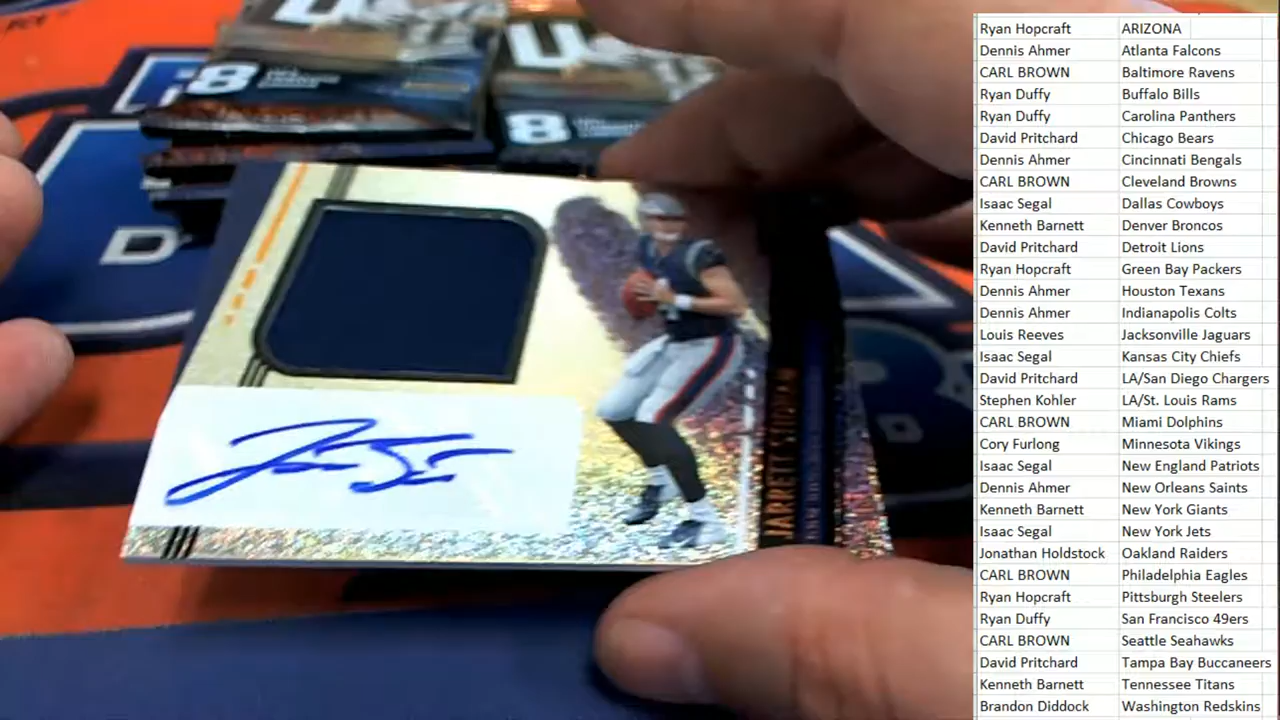 Ryan Hopcraft ARIZONA
Dennis Ahmer Atlanta Falcons
CARL BROWN Baltimore Ravens
Ryan Duffy Buffalo Bills
Ryan Duffy Carolina Panthers
David Pritchard Chicago Bears
Dennis Ahmer Cincinnati Bengals
CARL BROWN Cleveland Browns
Isaac Segal Dallas Cowboys
Kenneth Barnett Denver Broncos
David Pritchard Detroit Lions
Ryan Hopcraft Green Bay Packers
Dennis Ahmer Houston Texans
Dennis Ahmer Indianapolis Colts
Louis Reeves Jacksonville Jaguars
Isaac Segal Kansas City Chiefs
David Pritchard LA/San Diego Chargers
Stephen Kohler LA/St. Louis Rams
CARL BROWN Miami Dolphins
Cory Furlong Minnesota Vikings
Isaac Segal New England Patriots
Dennis Ahmer New Orleans Saints
Kenneth Barnett New York Giants
Isaac Segal New York Jets
Jonathan Holdstock Oakland Raiders
CARL BROWN Philadelphia Eagles
Ryan Hopcraft Pittsburgh Steelers
Ryan Duffy San Francisco 49ers
CARL BROWN Seattle Seahawks
David Pritchard Tampa Bay Buccaneers
Kenneth Barnett Tennessee Titans
Brandon Diddock Washington Redskins
8
8
D
JARRETT STIDHAM